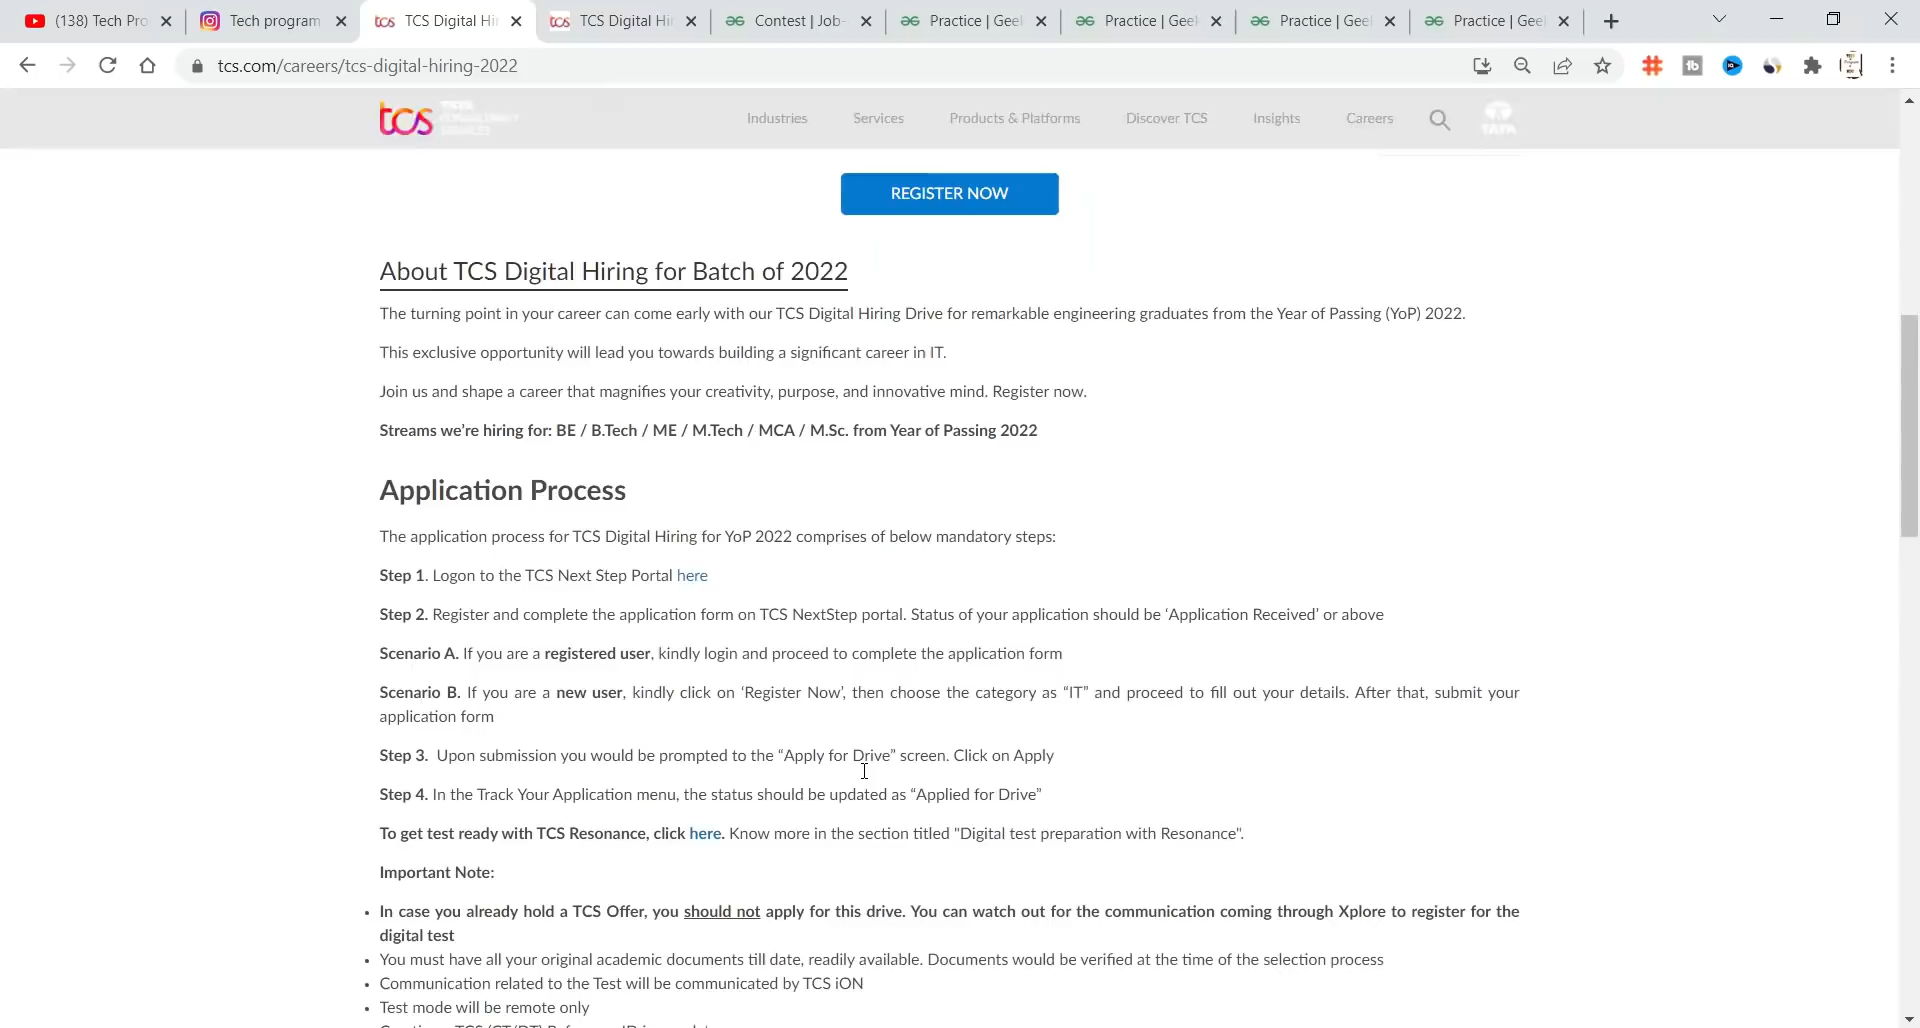 (138) Tech Pro
Tech program
TCS Digital Hi
TCS Digital Hi
Contest | Job-
Practice | Gee
Practice | Gee
Practice | Gee
Practice | Gee
tcs.com/careers/tcs-digital-hiring-2022
tcs
TATA
CONSULTANCY
SERVICES
Industries
Services
Products & Platforms
Discover TCS
Insights
Careers
TATA
REGISTER NOW
About TCS Digital Hiring for Batch of 2022
The turning point in your career can come early with our TCS Digital Hiring Drive for remarkable engineering graduates from the Year of Passing (YoP) 2022.
This exclusive opportunity will lead you towards building a significant career in IT.
Join us and shape a career that magnifies your creativity, purpose, and innovative mind. Register now.
Streams we’re hiring for: BE / B.Tech / ME / M.Tech / MCA / M.Sc. from Year of Passing 2022
Application Process
The application process for TCS Digital Hiring for YoP 2022 comprises of below mandatory steps:
Step 1. Logon to the TCS Next Step Portal here
Step 2. Register and complete the application form on TCS NextStep portal. Status of your application should be ‘Application Received’ or above
Scenario A. If you are a registered user, kindly login and proceed to complete the application form
Scenario B. If you are a new user, kindly click on ‘Register Now’, then choose the category as “IT” and proceed to fill out your details. After that, submit your
application form
Step 3. Upon submission you would be prompted to the “Apply for Drive” screen. Click on Apply
Step 4. In the Track Your Application menu, the status should be updated as “Applied for Drive”
To get test ready with TCS Resonance, click here. Know more in the section titled "Digital test preparation with Resonance".
Important Note:
• In case you already hold a TCS Offer, you should not apply for this drive. You can watch out for the communication coming through Xplore to register for the
digital test
• You must have all your original academic documents till date, readily available. Documents would be verified at the time of the selection process
• Communication related to the Test will be communicated by TCS iON
• Test mode will be remote only